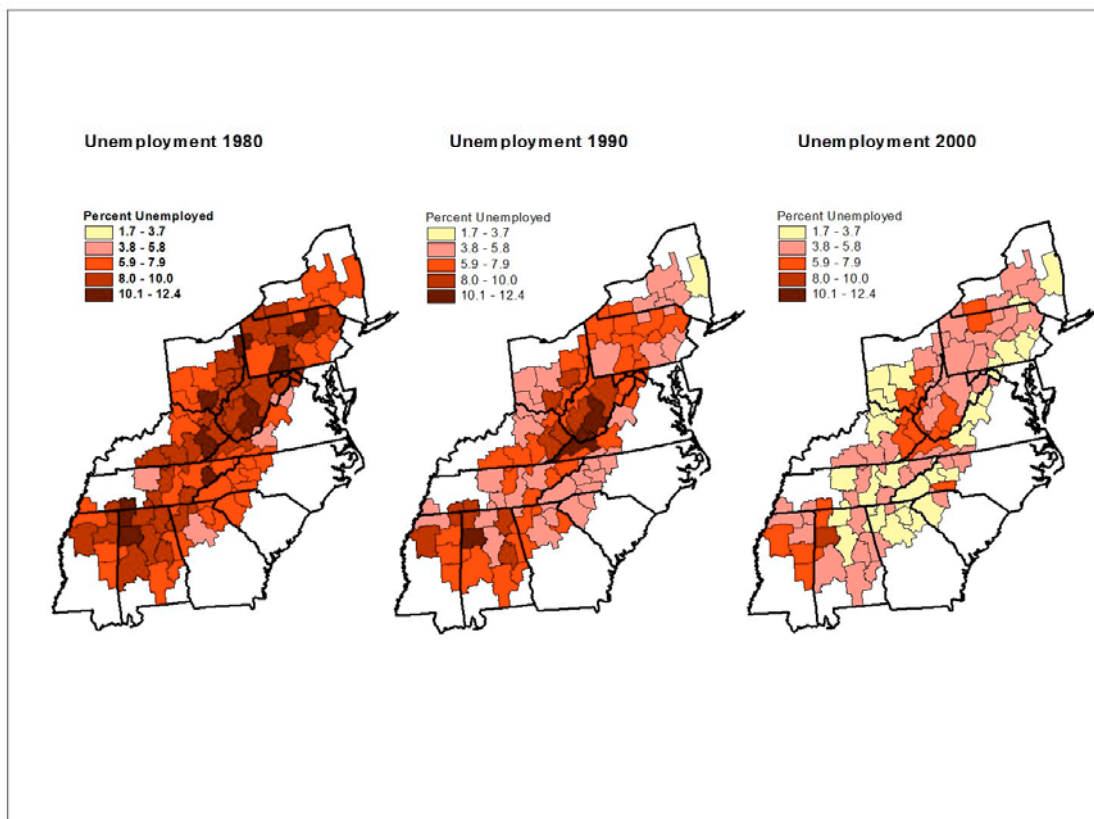 Unemployment 1980
Percent Unemployed
1.7 - 3.7
3.8 - 5.8
5.9 - 7.9
8.0 - 10.0
10.1 - 12.4
Unemployment 1990
Percent Unemployed
1.7 - 3.7
3.8 - 5.8
5.9 - 7.9
8.0 - 10.0
10.1 - 12.4
Unemployment 2000
Percent Unemployed
1.7 - 3.7
3.8 - 5.8
5.9 - 7.9
8.0 - 10.0
10.1 - 12.4